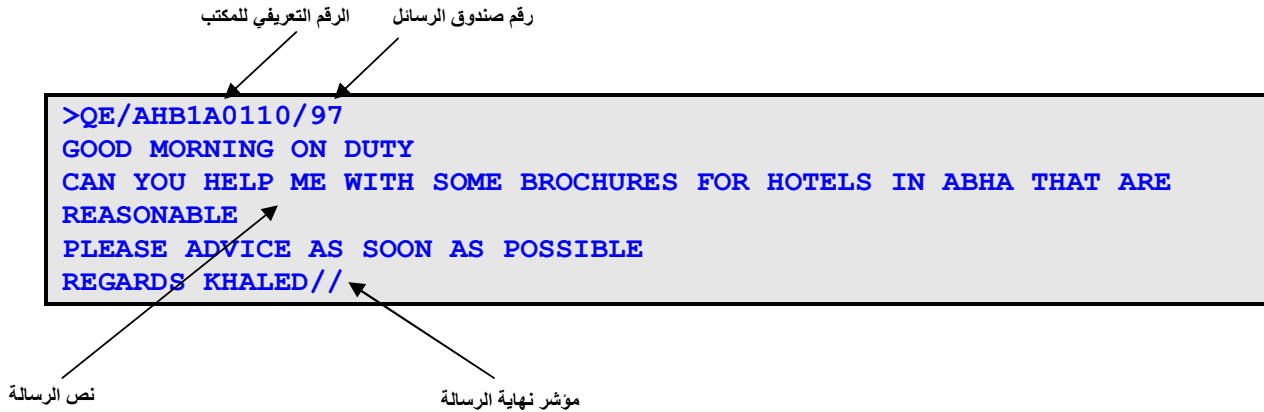 رقم صندوق الرسائل
الرقم التعريفي للمكتب
>QE/AHB1A0110/97
GOOD MORNING ON DUTY
CAN YOU HELP ME WITH SOME BROCHURES FOR HOTELS IN ABHA THAT ARE
REASONABLE
PLEASE ADVICE AS SOON AS POSSIBLE
REGARDS KHALED//
نص الرسالة
مؤشر نهاية الرسالة